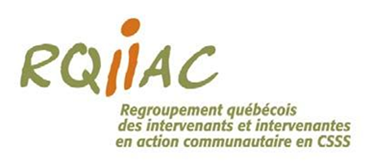 RQiiAC
Regroupement québécois
des intervenants et intervenantes
en action communautaire en CSSS